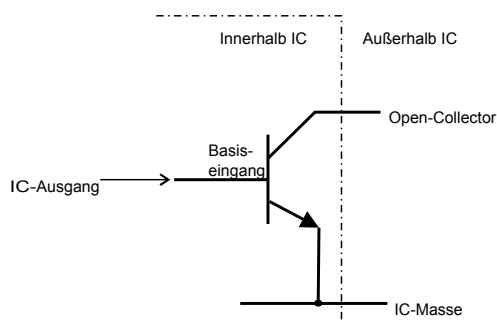 Innerhalb IC
Außerhalb IC
Open-Collector
Basis-
eingang
IC-Ausgang
IC-Masse